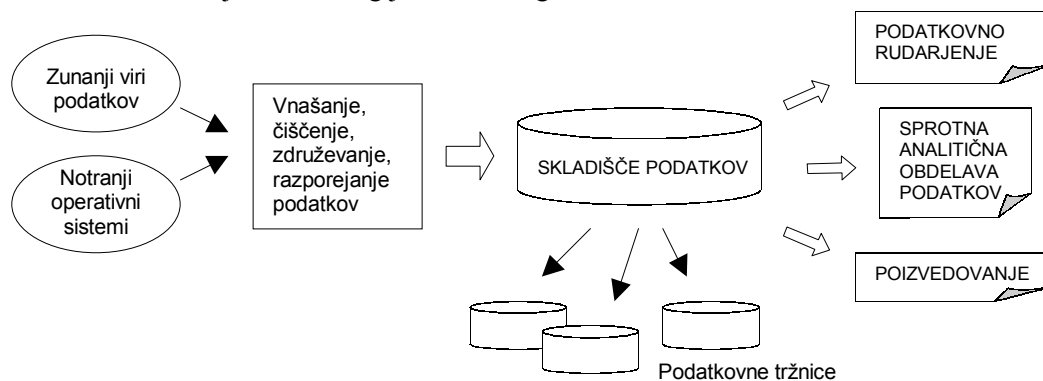 Zunanji viri
podatkov
Notranji
operativni
sistemi
Vnašanje,
čiščenje,
združevanje,
razporejanje
podatkov
SKLADIŠČE PODATKOV
Podatkovne tržnice
PODATKOVNO
RUDARJENJE
SPROTNA
ANALITIČNA
OBDELAVA
PODATKOV
POIZVEDOVANJE